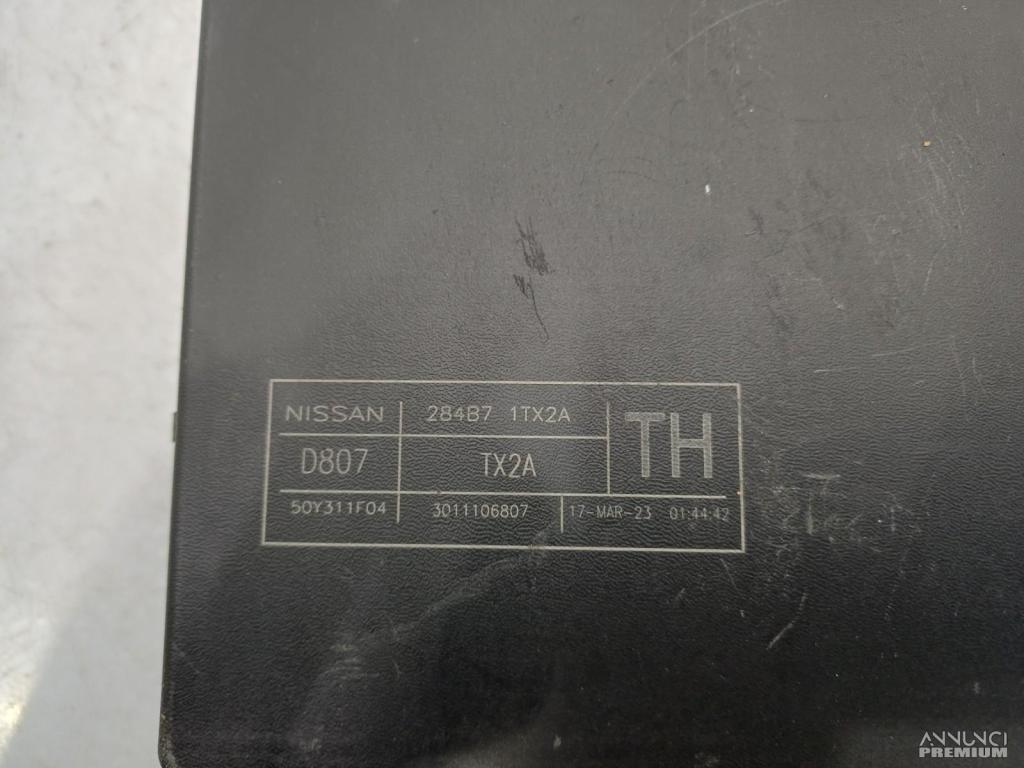 NISSAN 284B7 1TX2A TH
D807 TX2A
50Y311F04 3011106807 17-MAR-23 01:44:42
ANNUNCI
PREMIUM